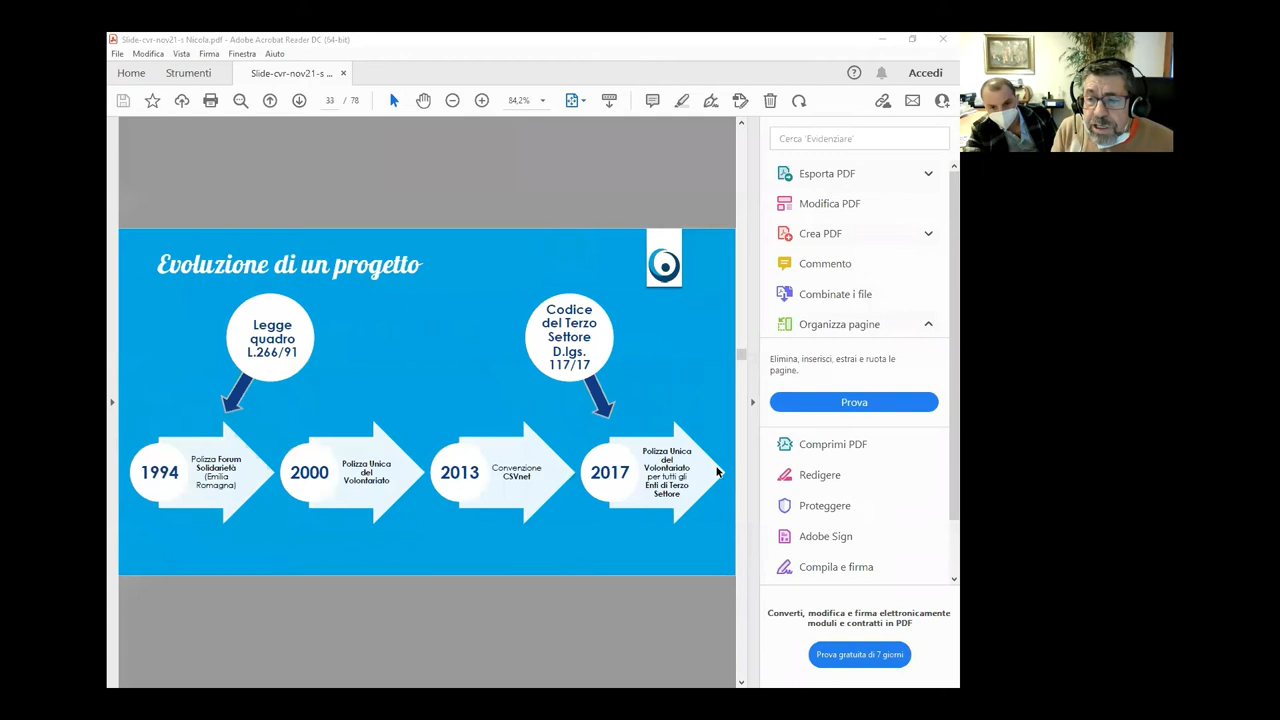 Slide-cvr-nov21-s Nicola.pdf - Adobe Acrobat Reader DC (64-bit)
File Modifica Vista Firma Finestra Aiuto
Home Strumenti Slide-cvr-nov21-s ... × Accedi
33 / 78 84,2%
Cerca 'Evidenziare'
Esporta PDF
Modifica PDF
Crea PDF
Commento
Combinate i file
Organizza pagine
Elimina, inserisci, estrai e ruota le
pagine.
Prova
Comprimi PDF
Redigere
Proteggere
Adobe Sign
Compila e firma
Converti, modifica e firma elettronicamente
moduli e contratti in PDF
Prova gratuita di 7 giorni
Evoluzione di un progetto
Legge
quadro
L.266/91
Codice
del Terzo
Settore
D.lgs.
117/17
1994
Polizza Forum
Solidarietà
(Emilia
Romagna)
2000
Polizza Unica
del
Volontariato
2013
Convenzione
CSVnet
2017
Polizza Unica
del
Volontariato
per tutti gli
Enti di Terzo
Settore